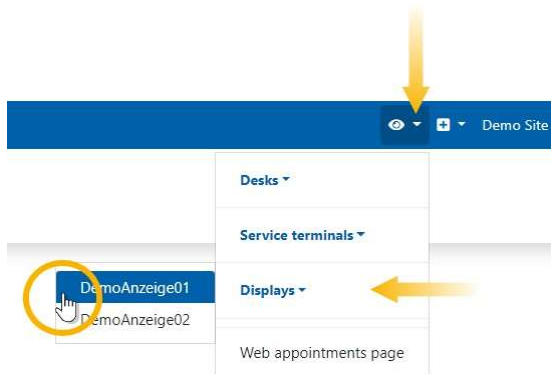 Demo Site
Desks
Service terminals
DemoAnzeige01
Displays
DemoAnzeige02
Web appointments page